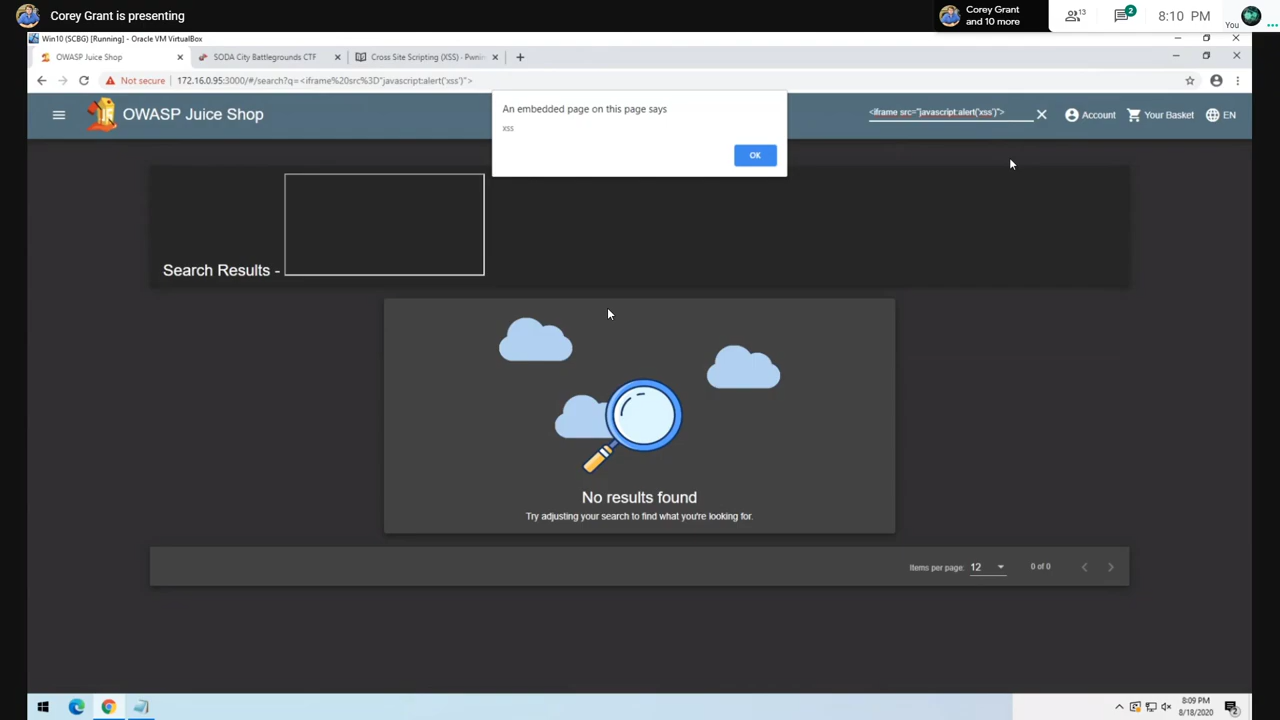 Corey Grant is presenting
Corey Grant
and 10 more
13
2
8:10 PM
You
Win10 (SCBG) [Running] - Oracle VM VirtualBox
OWASP Juice Shop
SODA City Battlegrounds CTF
Cross Site Scripting (XSS) - Pwnin
Not secure
172.16.0.95:3000/#/search?q=<iframe%20src%3D"javascript:alert('xss')">
OWASP Juice Shop
An embedded page on this page says
xss
OK
<iframe src="javascript:alert('xss')">
Account
Your Basket
EN
Search Results -
No results found
Try adjusting your search to find what you're looking for.
Items per page:
12
0 of 0
8:09 PM
8/18/2020
2